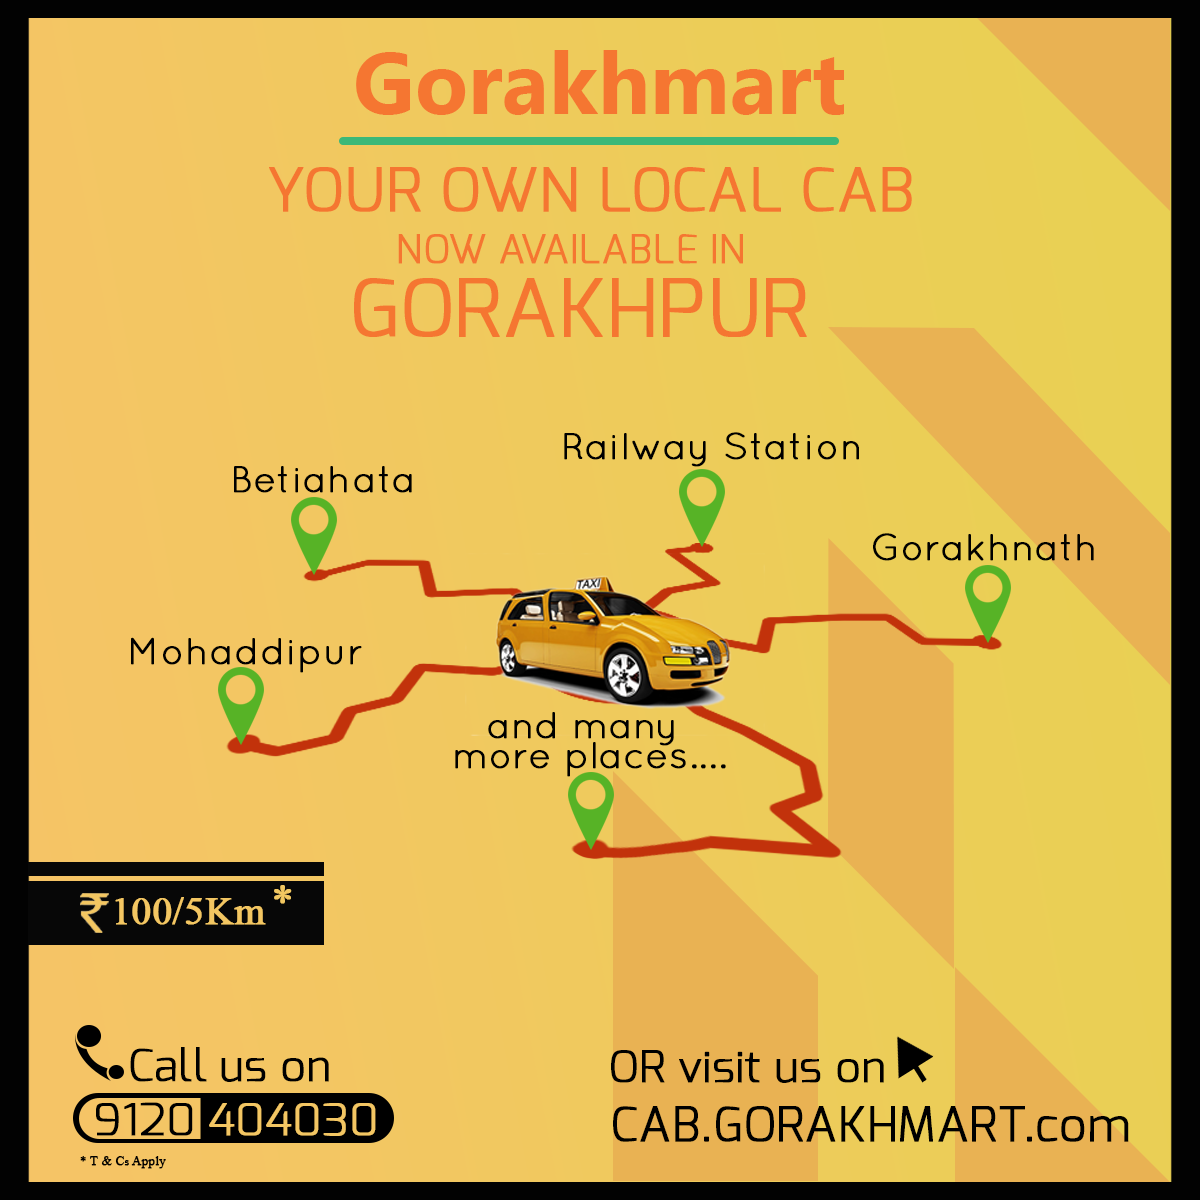 Gorakhmart
YOUR OWN LOCAL CAB
NOW AVAILABLE IN
GORAKHPUR
Railway Station
Betiahata
Gorakhnath
Mohaddipur
TAXI
and many
more places....
₹100/5Km*
Call us on
9120 404030
* T & Cs Apply
OR visit us on
CAB.GORAKHMART.com